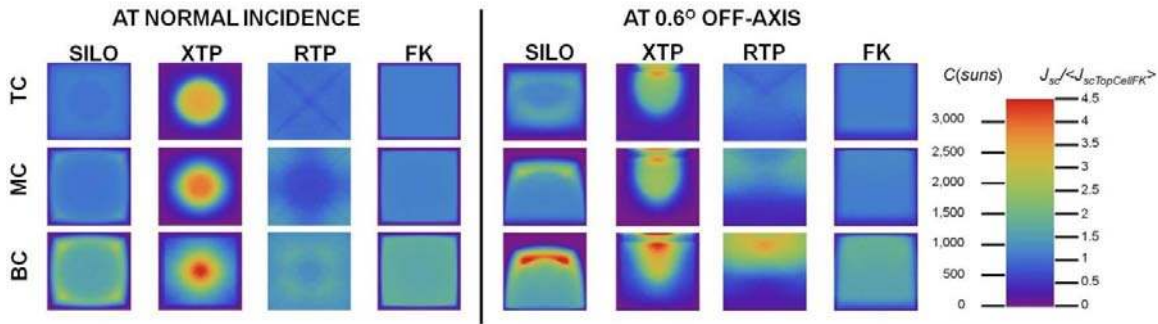 AT NORMAL INCIDENCE
AT 0.6° OFF-AXIS
SILO XTP RTP FK
SILO XTP RTP FK
TC
MC
BC
C(suns)
J_sc/<J_scTopCellFK>
3,000
2,500
2,000
1,500
1,000
500
0
4.5
4
3.5
3
2.5
2
1.5
1
0.5
0